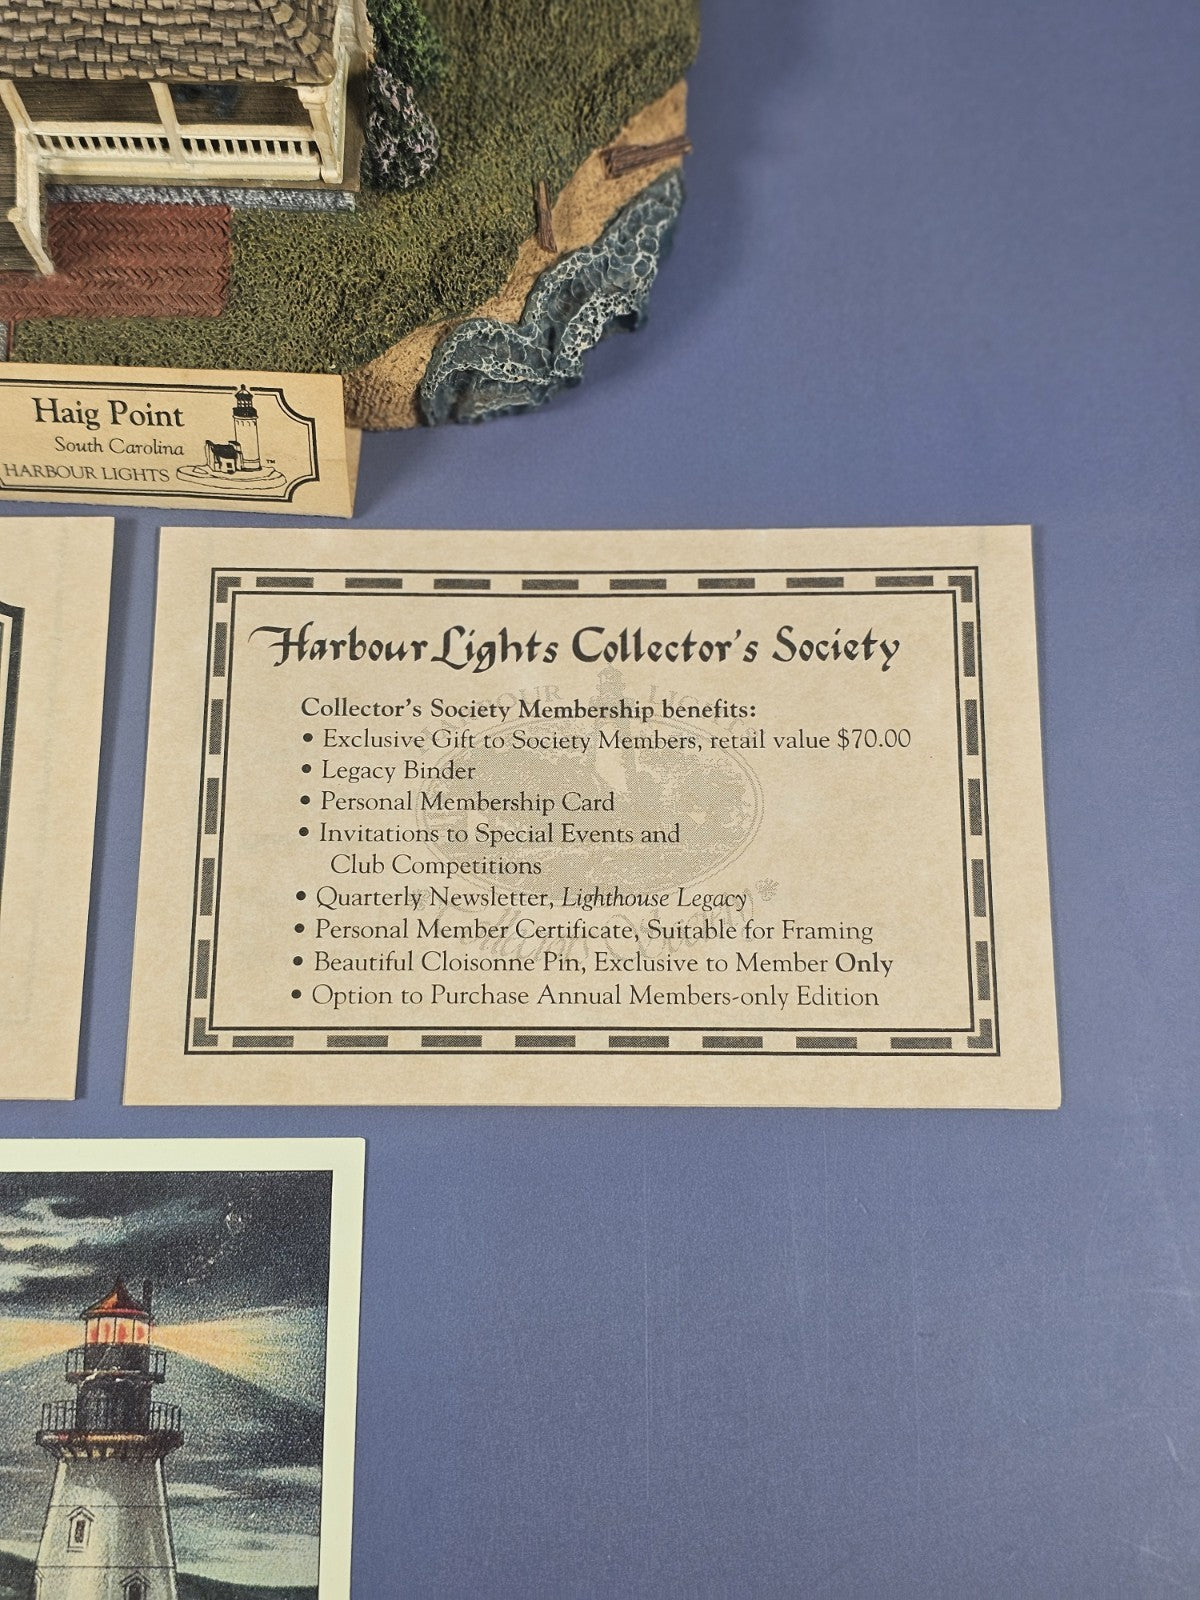 Haig Point
South Carolina
HARBOUR LIGHTS
TM
Harbour Lights Collector's Society
Collector's Society Membership benefits:
• Exclusive Gift to Society Members, retail value $70.00
• Legacy Binder
• Personal Membership Card
• Invitations to Special Events and
Club Competitions
• Quarterly Newsletter, Lighthouse Legacy
• Personal Member Certificate, Suitable for Framing
• Beautiful Cloisonne Pin, Exclusive to Member Only
• Option to Purchase Annual Members-only Edition